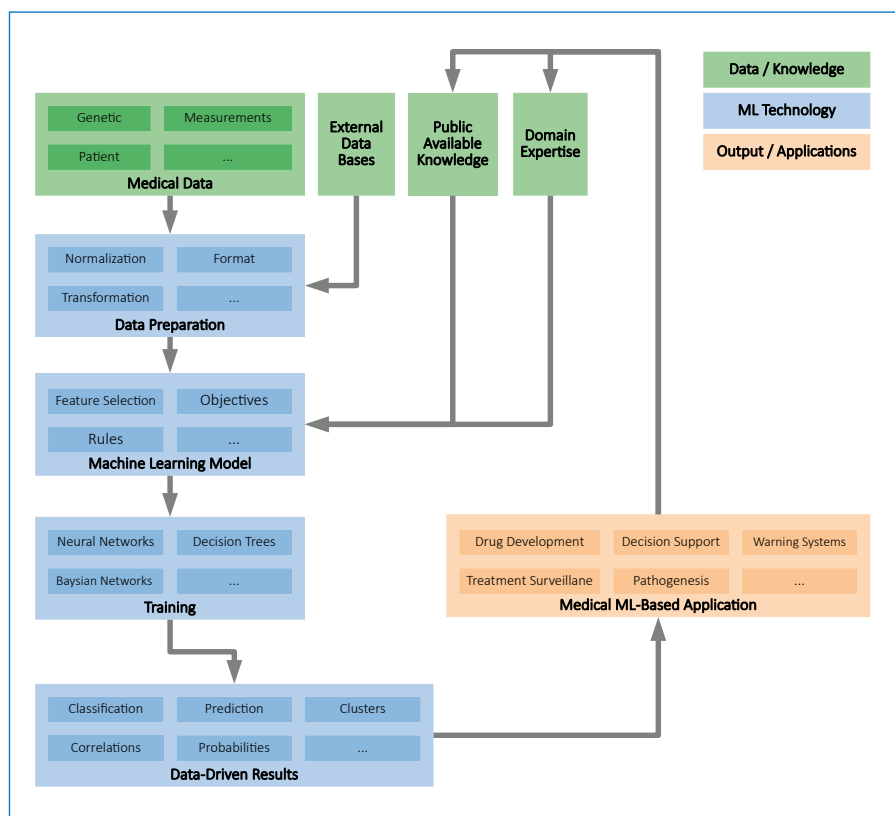 Data / Knowledge
ML Technology
Output / Applications
Genetic
Measurements
Patient
...
Medical Data
External
Data
Bases
Public
Available
Knowledge
Domain
Expertise
Normalization
Format
Transformation
...
Data Preparation
Feature Selection
Objectives
Rules
...
Machine Learning Model
Neural Networks
Decision Trees
Baysian Networks
...
Training
Drug Development
Decision Support
Warning Systems
Treatment Surveillane
Pathogenesis
...
Medical ML-Based Application
Classification
Prediction
Clusters
Correlations
Probabilities
...
Data-Driven Results